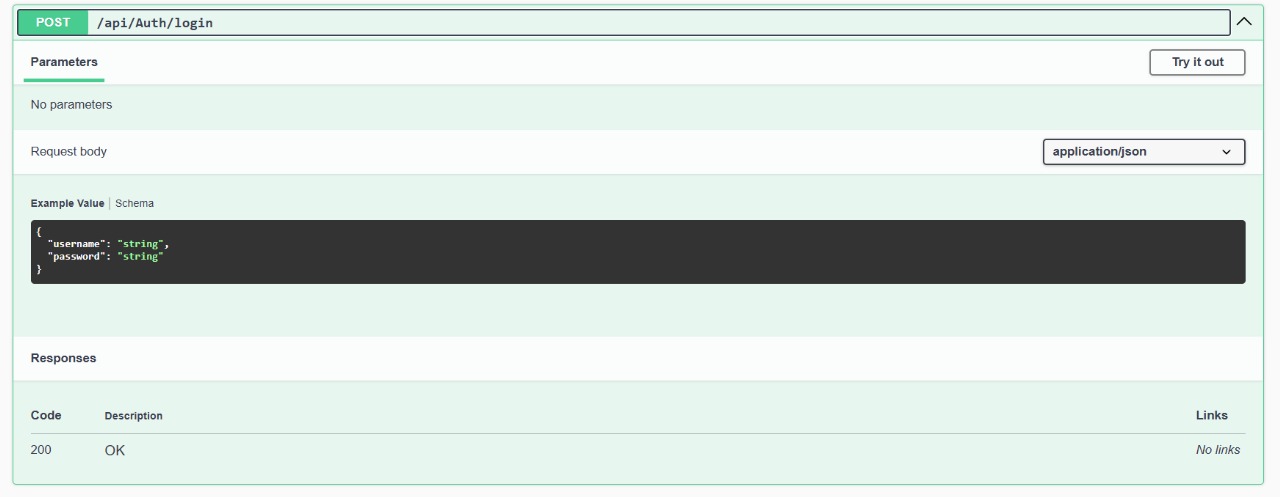 POST /api/Auth/login
Parameters
Try it out
No parameters
Request body
application/json
Example Value | Schema
{
  "username": "string",
  "password": "string"
}
Responses
Code Description Links
200 OK No links